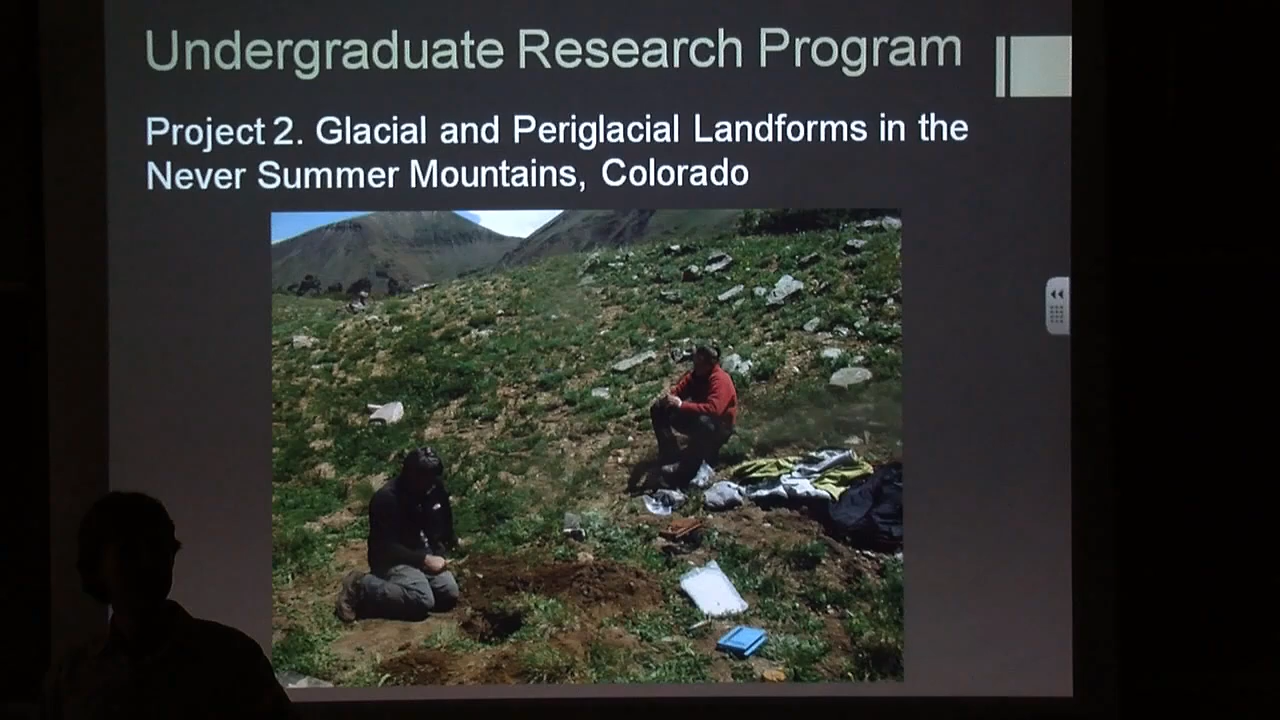 Undergraduate Research Program
Project 2. Glacial and Periglacial Landforms in the
Never Summer Mountains, Colorado